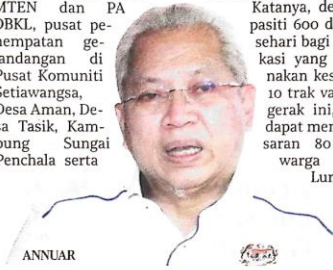 MTEN dan PA
DBKL, pusat pe-
nempatan ge-
landangan di
Pusat Komuniti
Setiawangsa,
Desa Aman, De-
sa Tasik, Kam-
pung Sungai
Penchala serta
Katanya, de
pasiti 600 d
sehari bagi
kasi yang
nakan kes
10 trak va
gerak ini,
dapat men
saran 80
warga
Lur
ANNUAR